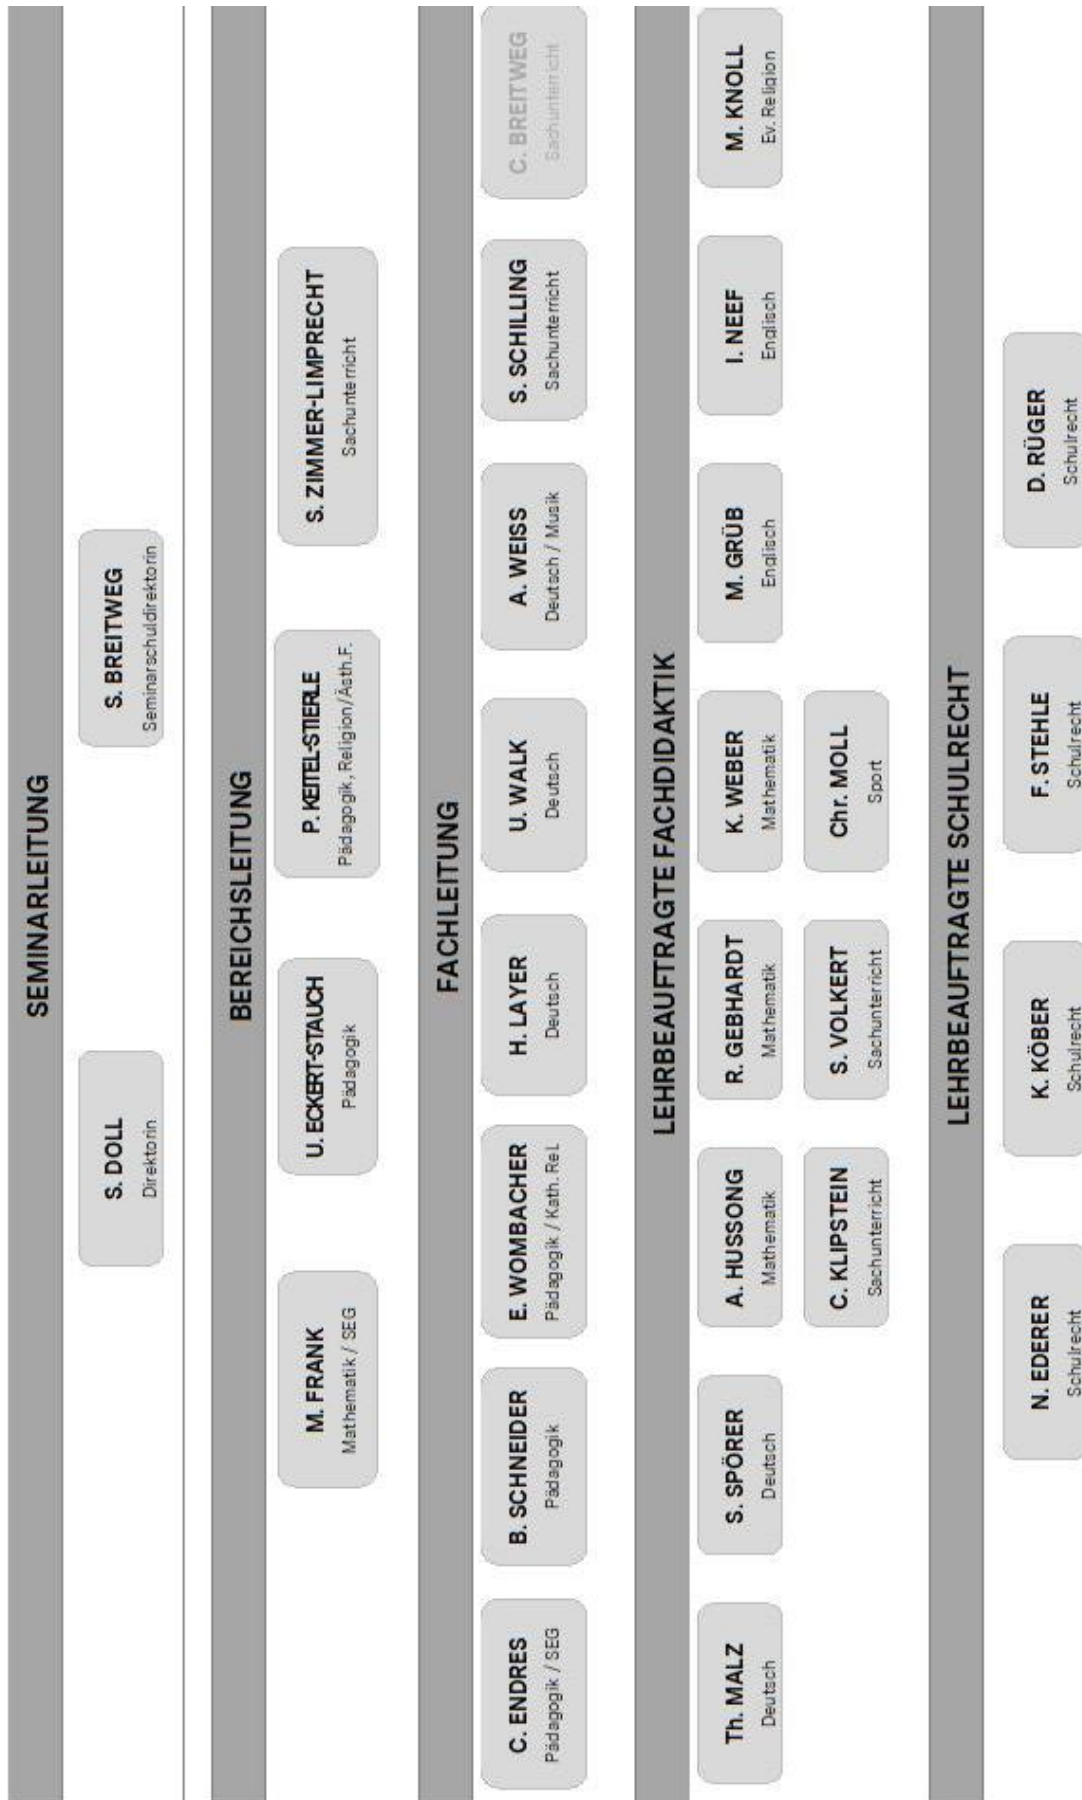 SEMINARLEITUNG
S. DOLL
Direktorin
S. BREITWEG
Seminarschuldirektorin
BEREICHSLEITUNG
M. FRANK
Mathematik / SEG
U. ECKERT-STAUCH
Pädagogik
P. KEITEL-STIERLE
Pädagogik, Religion/Ästh.F.
S. ZIMMER-LIMPRECHT
Sachunterricht
FACHLEITUNG
C. ENDRES
Pädagogik / SEG
B. SCHNEIDER
Pädagogik
E. WOMBACHER
Pädagogik / Kath. Rel.
H. LAYER
Deutsch
U. WALK
Deutsch
A. WEISS
Deutsch / Musik
S. SCHILLING
Sachunterricht
C. BREITWEG
Sachunterricht
LEHRBEAUFTRAGTE FACHDIDAKTIK
Th. MALZ
Deutsch
S. SPÖRER
Deutsch
A. HUSSONG
Mathematik
R. GEBHARDT
Mathematik
K. WEBER
Mathematik
M. GRÜB
Englisch
I. NEEF
Englisch
M. KNOLL
Ev. Religion
C. KLIPSTEIN
Sachunterricht
S. VOLKERT
Sachunterricht
Chr. MOLL
Sport
LEHRBEAUFTRAGTE SCHULRECHT
N. EDERER
Schulrecht
K. KÖBER
Schulrecht
F. STEHLE
Schulrecht
D. RÜGER
Schulrecht